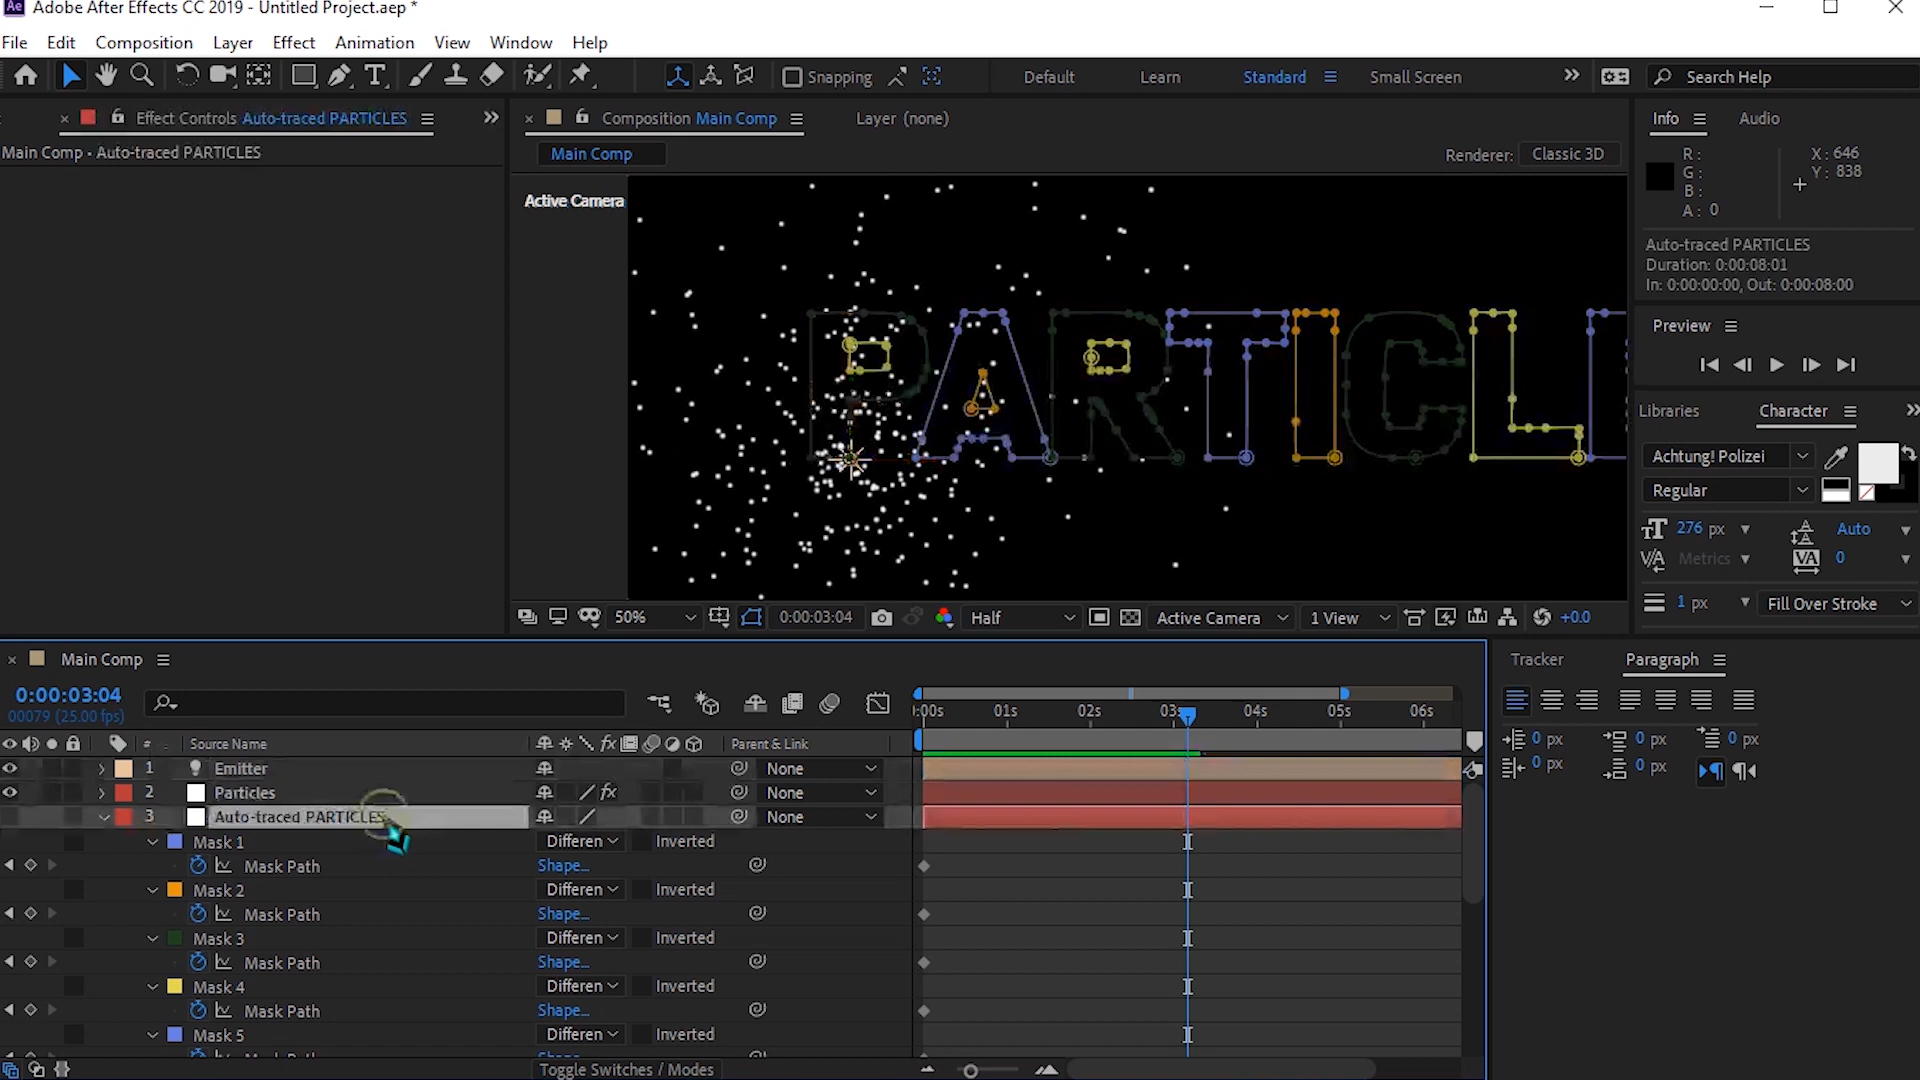 Ae Adobe After Effects CC 2019 - Untitled Project.aep *
File Edit Composition Layer Effect Animation View Window Help
Snapping Default Learn Standard Small Screen Search Help
Effect Controls Auto-traced PARTICLES
Composition Main Comp Layer (none)
Info Audio
Main Comp • Auto-traced PARTICLES
Main Comp
Renderer: Classic 3D
R: X: 646
G: Y: 838
B:
A: 0
Active Camera
Auto-traced PARTICLES
Duration: 0:00:08:01
In: 0:00:00:00, Out: 0:00:08:00
Preview
PARTICL
Libraries Character
Achtung! Polizei
Regular
276 px Auto
Metrics 0
1 px Fill Over Stroke
50% 0:00:03:04 Half Active Camera 1 View +0.0
Main Comp
Tracker Paragraph
0:00:03:04
00079 (25.00 fps)
:00s 01s 02s 03s 04s 05s 06s
0 px 0 px 0 px
0 px 0 px
# Source Name fx Parent & Link
1 Emitter None
2 Particles fx None
3 Auto-traced PARTICLES None
Mask 1 Differen Inverted
Mask Path Shape...
Mask 2 Differen Inverted
Mask Path Shape...
Mask 3 Differen Inverted
Mask Path Shape...
Mask 4 Differen Inverted
Mask Path Shape...
Mask 5 Differen Inverted
Toggle Switches / Modes